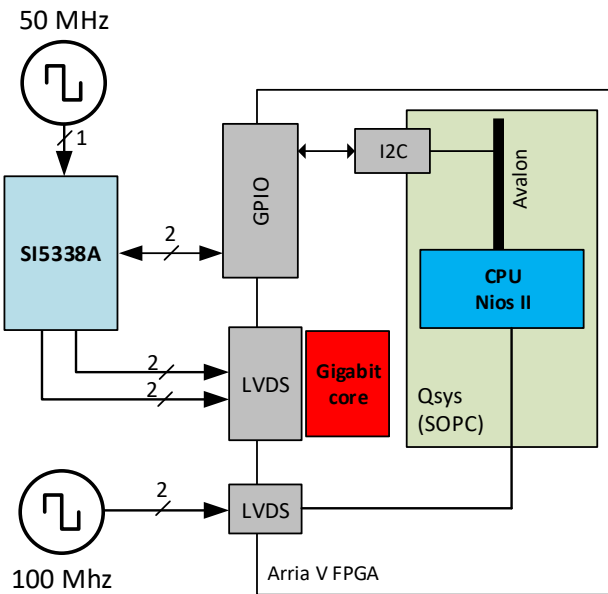 50 MHz
1
SI5338A
2
GPIO
I2C
Avalon
CPU
Nios II
2
2
LVDS
Gigabit
core
Qsys
(SOPC)
2
LVDS
100 Mhz
Arria V FPGA